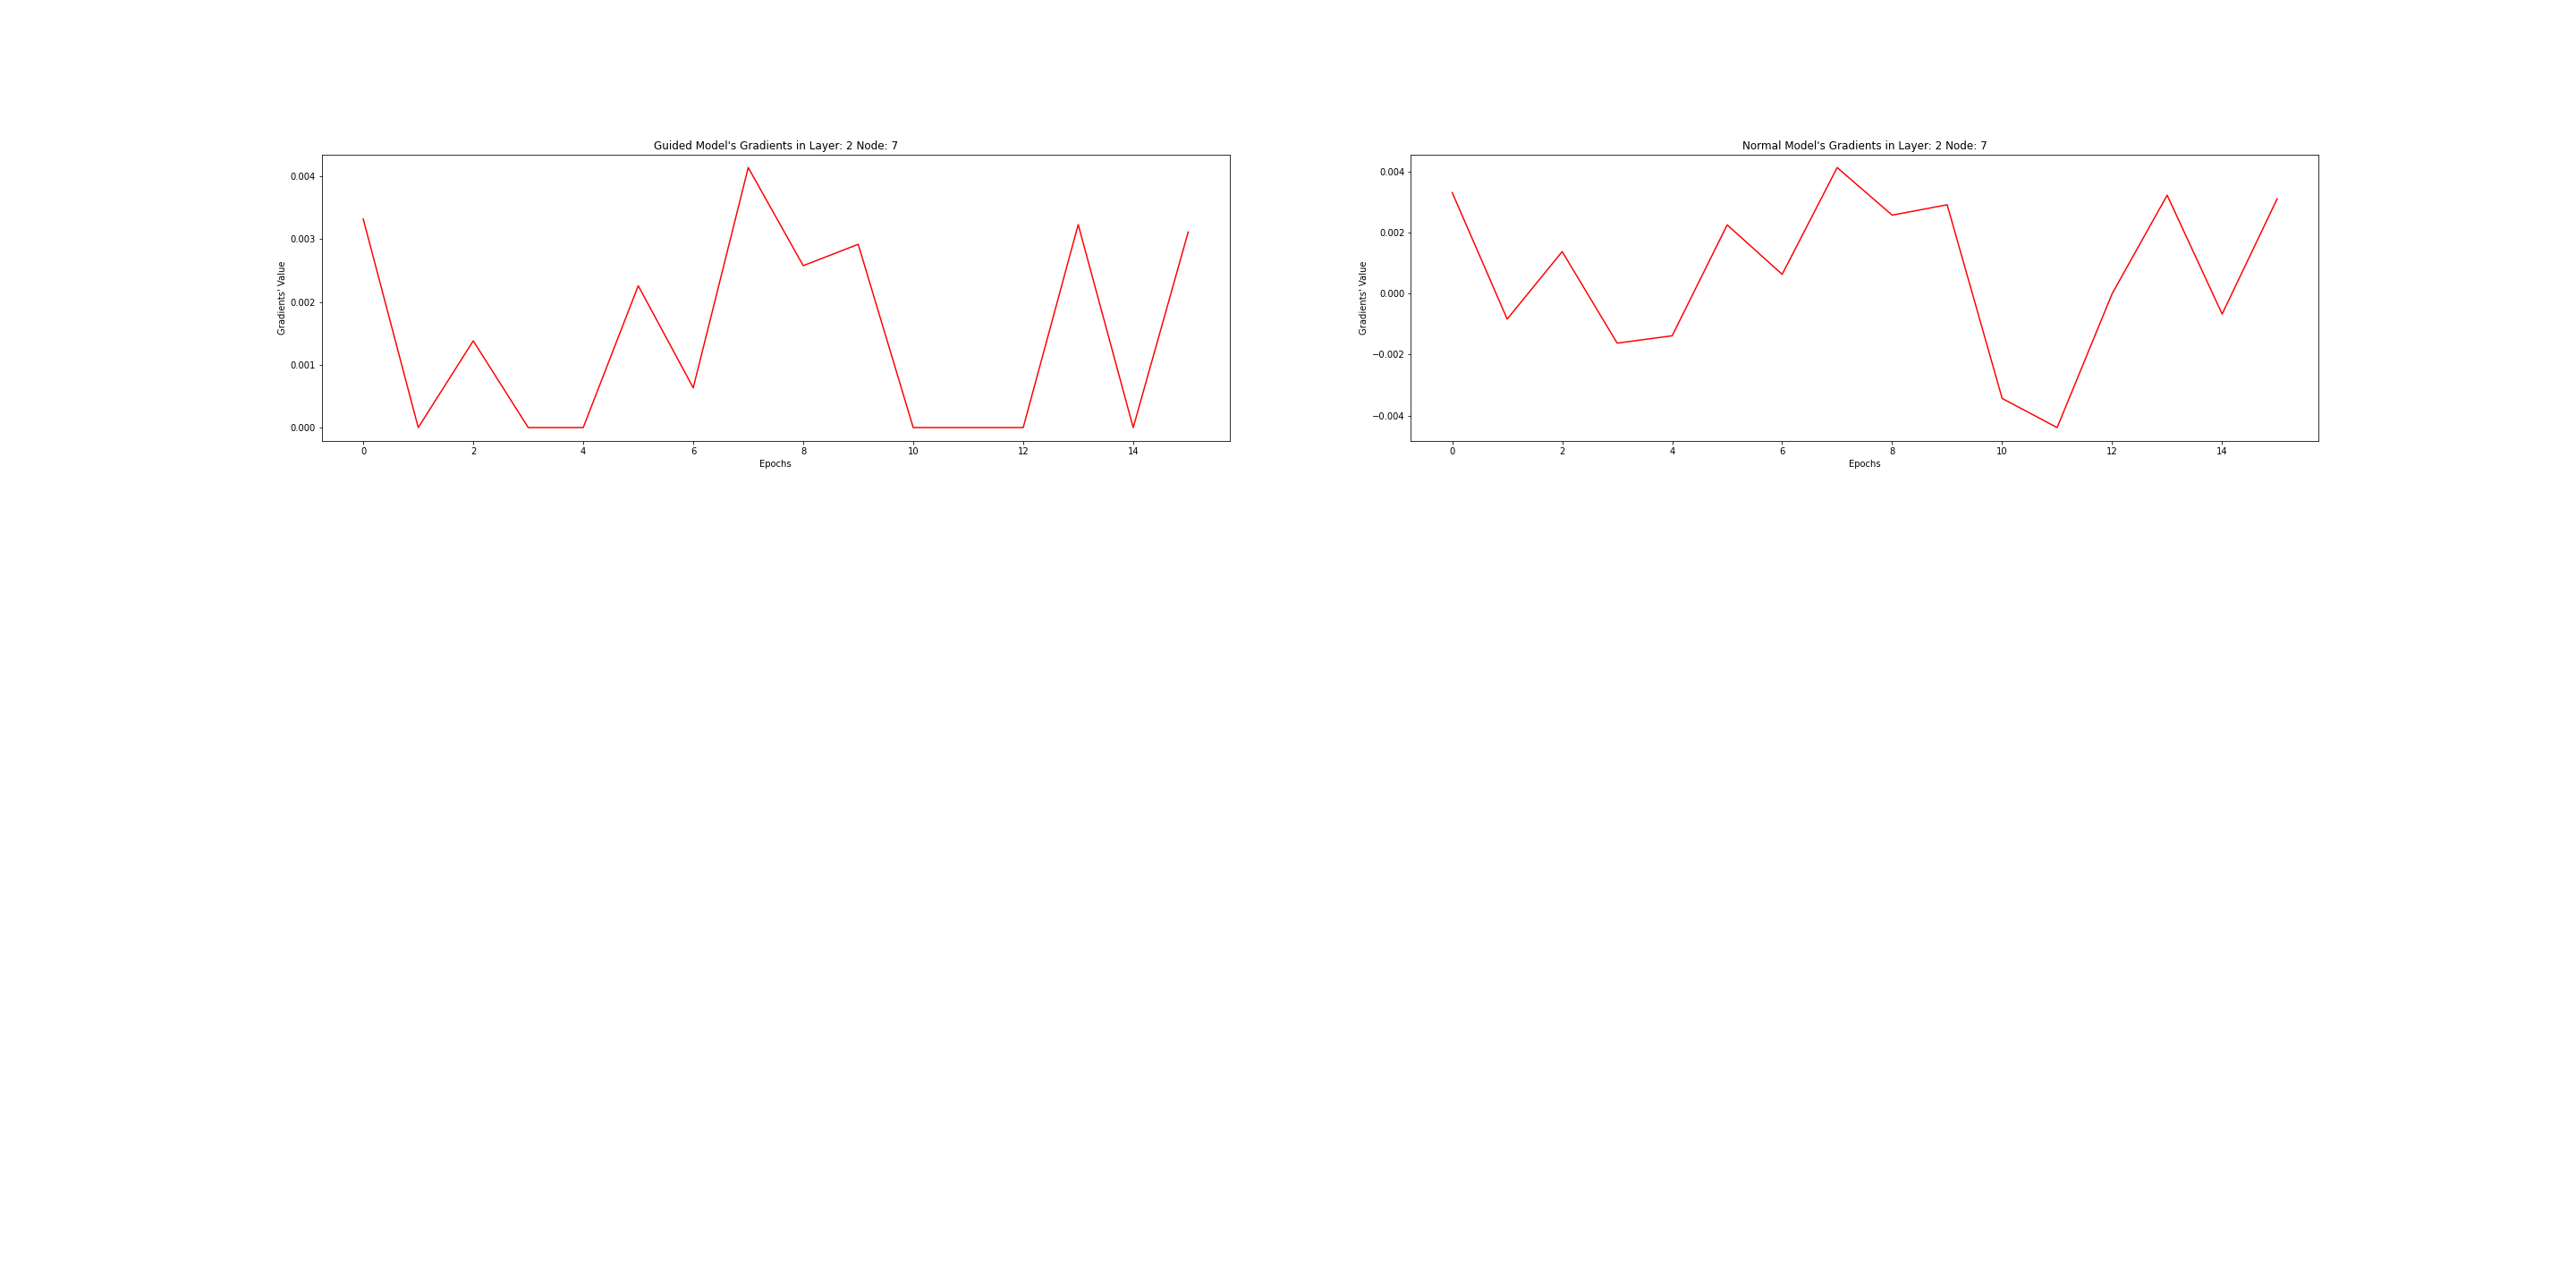 Guided Model's Gradients in Layer: 2 Node: 7
Gradients' Value
0.004
0.003
0.002
0.001
0.000
0 2 4 6 8 10 12 14
Epochs
Normal Model's Gradients in Layer: 2 Node: 7
Gradients' Value
0.004
0.002
0.000
−0.002
−0.004
0 2 4 6 8 10 12 14
Epochs